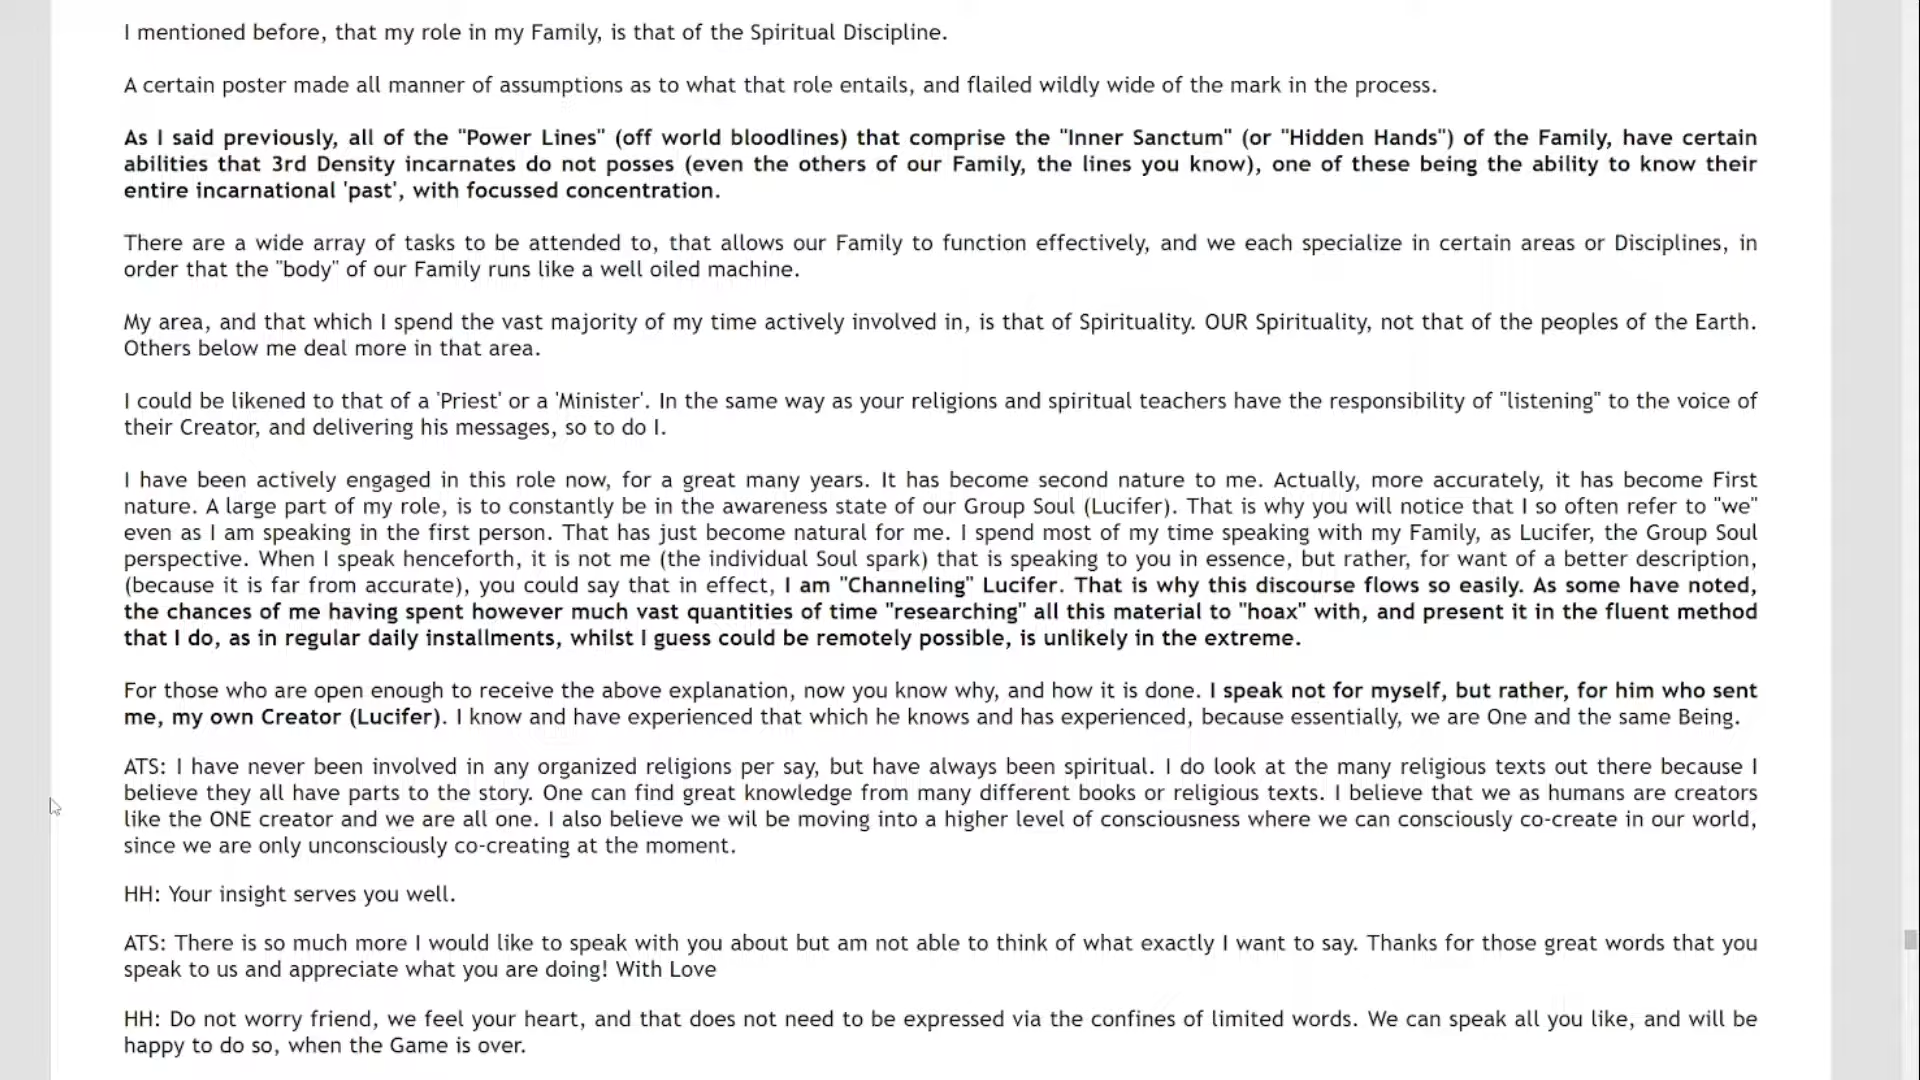 I mentioned before, that my role in my Family, is that of the Spiritual Discipline.
A certain poster made all manner of assumptions as to what that role entails, and flailed wildly wide of the mark in the process.
As I said previously, all of the "Power Lines" (off world bloodlines) that comprise the "Inner Sanctum" (or "Hidden Hands") of the Family, have certain
abilities that 3rd Density incarnates do not posses (even the others of our Family, the lines you know), one of these being the ability to know their
entire incarnational 'past', with focussed concentration.
There are a wide array of tasks to be attended to, that allows our Family to function effectively, and we each specialize in certain areas or Disciplines, in
order that the "body" of our Family runs like a well oiled machine.
My area, and that which I spend the vast majority of my time actively involved in, is that of Spirituality. OUR Spirituality, not that of the peoples of the Earth.
Others below me deal more in that area.
I could be likened to that of a 'Priest' or a 'Minister'. In the same way as your religions and spiritual teachers have the responsibility of "listening" to the voice of
their Creator, and delivering his messages, so to do I.
I have been actively engaged in this role now, for a great many years. It has become second nature to me. Actually, more accurately, it has become First
nature. A large part of my role, is to constantly be in the awareness state of our Group Soul (Lucifer). That is why you will notice that I so often refer to "we"
even as I am speaking in the first person. That has just become natural for me. I spend most of my time speaking with my Family, as Lucifer, the Group Soul
perspective. When I speak henceforth, it is not me (the individual Soul spark) that is speaking to you in essence, but rather, for want of a better description,
(because it is far from accurate), you could say that in effect, I am "Channeling" Lucifer. That is why this discourse flows so easily. As some have noted,
the chances of me having spent however much vast quantities of time "researching" all this material to "hoax" with, and present it in the fluent method
that I do, as in regular daily installments, whilst I guess could be remotely possible, is unlikely in the extreme.
For those who are open enough to receive the above explanation, now you know why, and how it is done. I speak not for myself, but rather, for him who sent
me, my own Creator (Lucifer). I know and have experienced that which he knows and has experienced, because essentially, we are One and the same Being.
ATS: I have never been involved in any organized religions per say, but have always been spiritual. I do look at the many religious texts out there because I
believe they all have parts to the story. One can find great knowledge from many different books or religious texts. I believe that we as humans are creators
like the ONE creator and we are all one. I also believe we wil be moving into a higher level of consciousness where we can consciously co-create in our world,
since we are only unconsciously co-creating at the moment.
HH: Your insight serves you well.
ATS: There is so much more I would like to speak with you about but am not able to think of what exactly I want to say. Thanks for those great words that you
speak to us and appreciate what you are doing! With Love
HH: Do not worry friend, we feel your heart, and that does not need to be expressed via the confines of limited words. We can speak all you like, and will be
happy to do so, when the Game is over.